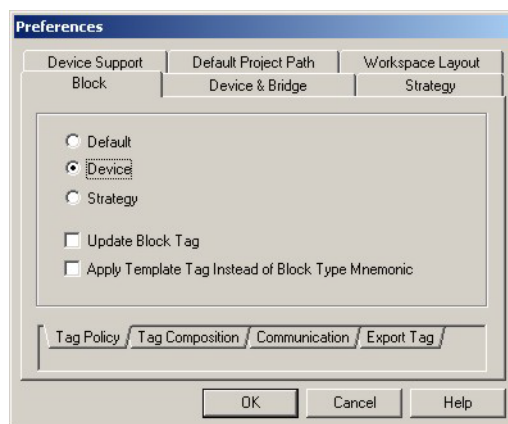 Preferences
Device Support Default Project Path Workspace Layout
Block Device & Bridge Strategy
Default
Device
Strategy
Update Block Tag
Apply Template Tag Instead of Block Type Mnemonic
Tag Policy Tag Composition Communication Export Tag
OK Cancel Help